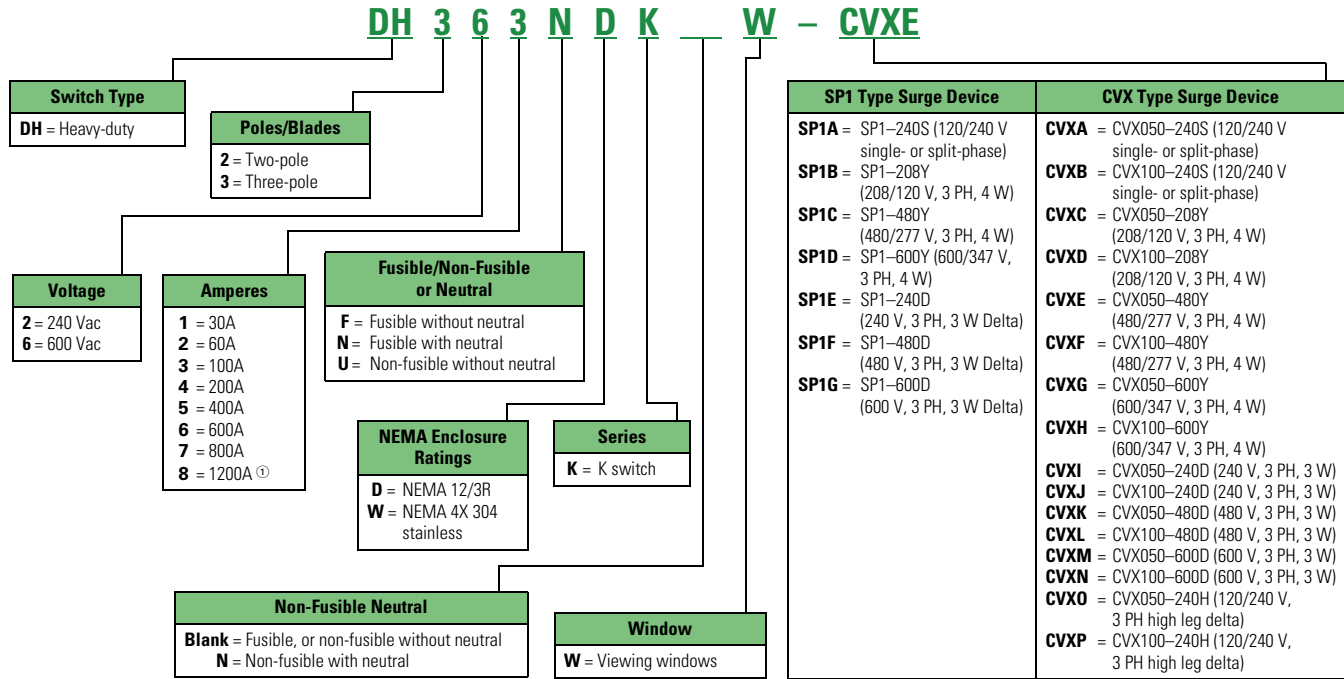 DH 3 6 3 N D K __ W – CVXE
Switch Type
DH = Heavy-duty
Poles/Blades
2 = Two-pole
3 = Three-pole
Voltage
2 = 240 Vac
6 = 600 Vac
Amperes
1 = 30A
2 = 60A
3 = 100A
4 = 200A
5 = 400A
6 = 600A
7 = 800A
8 = 1200A ①
Fusible/Non-Fusible
or Neutral
F = Fusible without neutral
N = Fusible with neutral
U = Non-fusible without neutral
NEMA Enclosure
Ratings
D = NEMA 12/3R
W = NEMA 4X 304
stainless
Series
K = K switch
Non-Fusible Neutral
Blank = Fusible, or non-fusible without neutral
N = Non-fusible with neutral
Window
W = Viewing windows
SP1 Type Surge Device
SP1A = SP1–240S (120/240 V
single- or split-phase)
SP1B = SP1–208Y
(208/120 V, 3 PH, 4 W)
SP1C = SP1–480Y
(480/277 V, 3 PH, 4 W)
SP1D = SP1–600Y (600/347 V,
3 PH, 4 W)
SP1E = SP1–240D
(240 V, 3 PH, 3 W Delta)
SP1F = SP1–480D
(480 V, 3 PH, 3 W Delta)
SP1G = SP1–600D
(600 V, 3 PH, 3 W Delta)
CVX Type Surge Device
CVXA = CVX050–240S (120/240 V
single- or split-phase)
CVXB = CVX100–240S (120/240 V
single- or split-phase)
CVXC = CVX050–208Y
(208/120 V, 3 PH, 4 W)
CVXD = CVX100–208Y
(208/120 V, 3 PH, 4 W)
CVXE = CVX050–480Y
(480/277 V, 3 PH, 4 W)
CVXF = CVX100–480Y
(480/277 V, 3 PH, 4 W)
CVXG = CVX050–600Y
(600/347 V, 3 PH, 4 W)
CVXH = CVX100–600Y
(600/347 V, 3 PH, 4 W)
CVXI = CVX050–240D (240 V, 3 PH, 3 W)
CVXJ = CVX100–240D (240 V, 3 PH, 3 W)
CVXK = CVX050–480D (480 V, 3 PH, 3 W)
CVXL = CVX100–480D (480 V, 3 PH, 3 W)
CVXM = CVX050–600D (600 V, 3 PH, 3 W)
CVXN = CVX100–600D (600 V, 3 PH, 3 W)
CVXO = CVX050–240H (120/240 V,
3 PH high leg delta)
CVXP = CVX100–240H (120/240 V,
3 PH high leg delta)